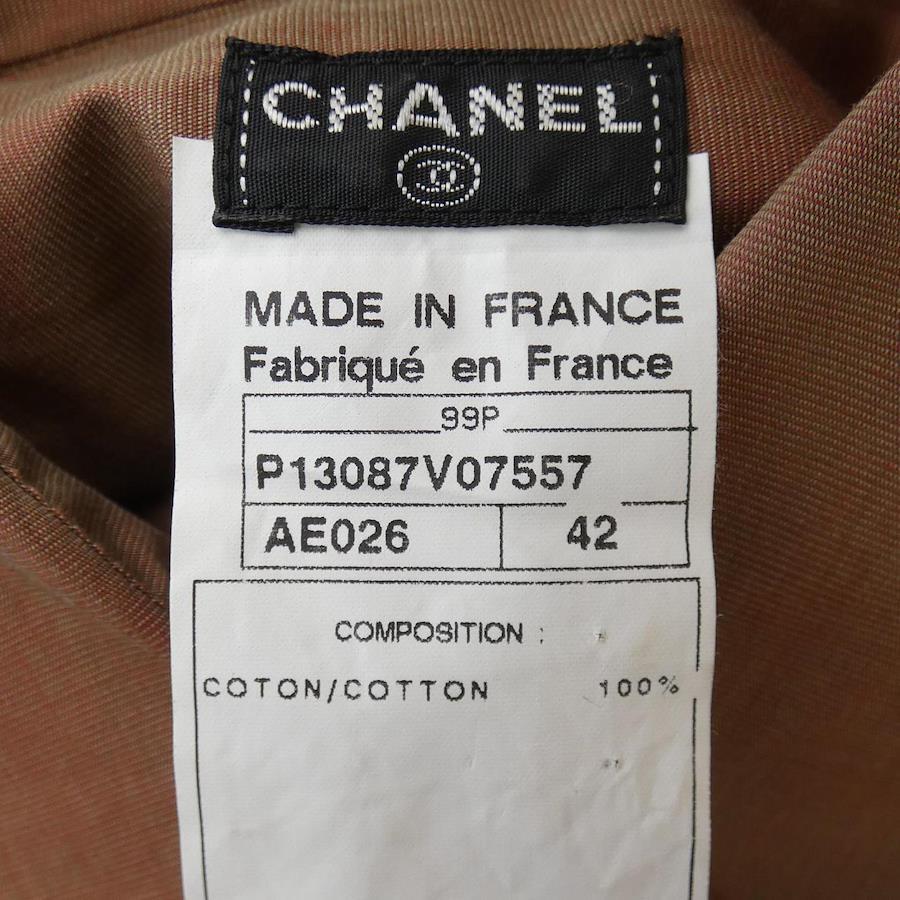 CHANEL
MADE IN FRANCE
Fabriqué en France
99P
P13087V07557
AE026 42
COMPOSITION :
COTON/COTTON 100%